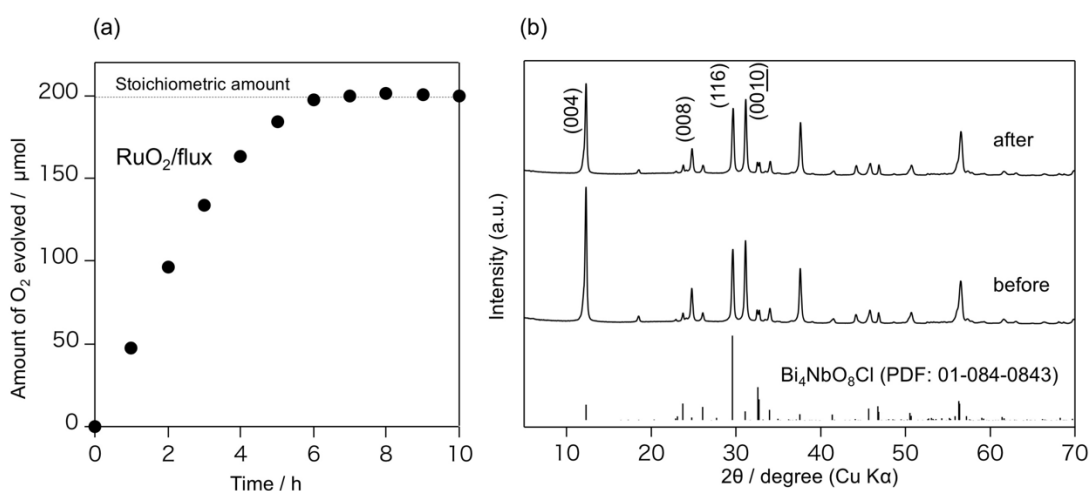 (a)
Amount of O2 evolved / μmol
200
150
100
50
0
Stoichiometric amount
RuO2/flux
0 2 4 6 8 10
Time / h
(b)
Intensity (a.u.)
(004)
(008)
(116)
(0010)
after
before
Bi4NbO8Cl (PDF: 01-084-0843)
10 20 30 40 50 60 70
2θ / degree (Cu Kα)